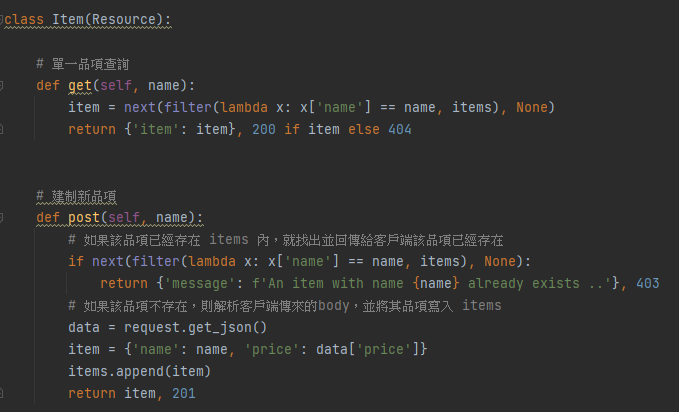 class Item(Resource):
    # 單一品項查詢
    def get(self, name):
        item = next(filter(lambda x: x['name'] == name, items), None)
        return {'item': item}, 200 if item else 404
    # 建制新品項
    def post(self, name):
        # 如果該品項已經存在 items 內，就找出並回傳給客戶端該品項已經存在
        if next(filter(lambda x: x['name'] == name, items), None):
            return {'message': f'An item with name {name} already exists ..'}, 403
        # 如果該品項不存在，則解析客戶端傳來的body，並將其品項寫入 items
        data = request.get_json()
        item = {'name': name, 'price': data['price']}
        items.append(item)
        return item, 201